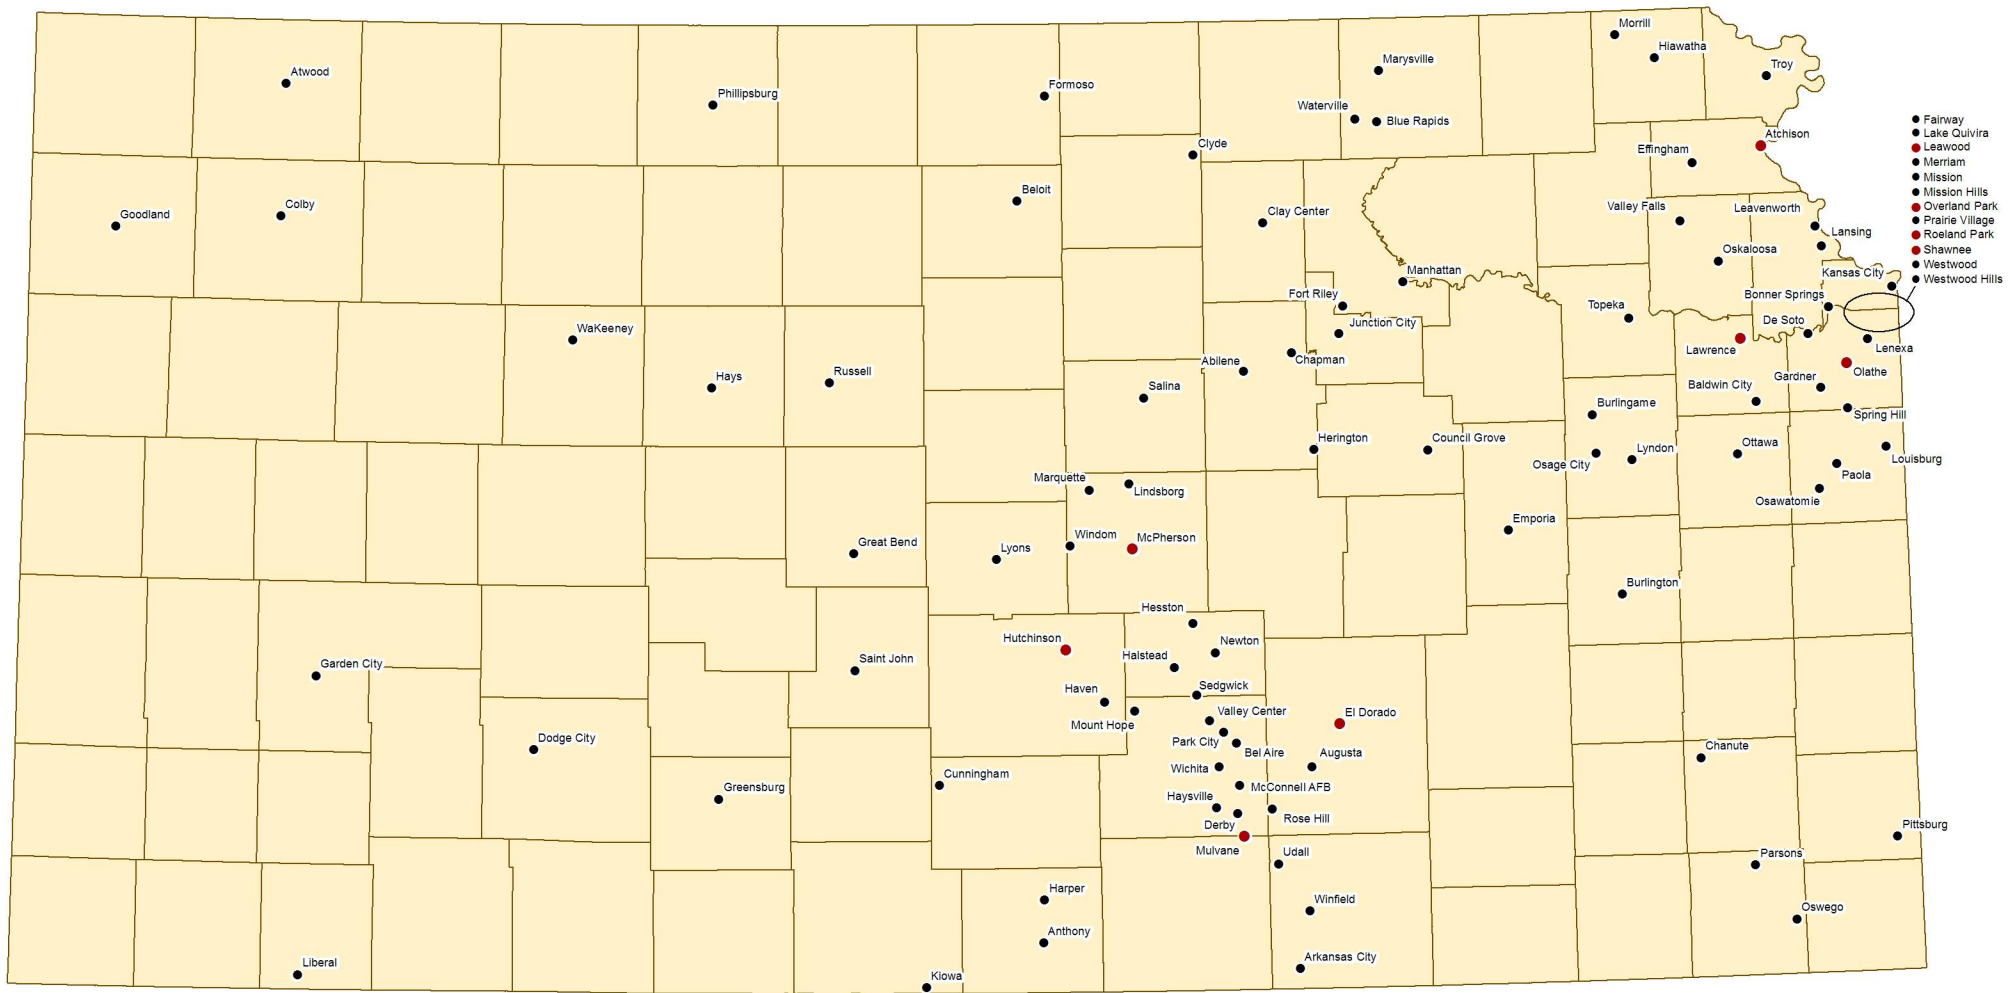 Morrill
Hiawatha
Troy
Atwood
Marysville
Phillipsburg
Formoso
Waterville
Blue Rapids
Fairway
Lake Quivira
Leawood
Merriam
Mission
Mission Hills
Overland Park
Prairie Village
Roeland Park
Shawnee
Westwood
Westwood Hills
Atchison
Clyde
Effingham
Beloit
Colby
Goodland
Clay Center
Valley Falls
Leavenworth
Lansing
Oskaloosa
Manhattan
Kansas City
Fort Riley
Bonner Springs
Topeka
De Soto
Junction City
WaKeeney
Lawrence
Lenexa
Chapman
Abilene
Olathe
Russell
Hays
Gardner
Salina
Baldwin City
Burlingame
Spring Hill
Herington
Council Grove
Ottawa
Lyndon
Osage City
Louisburg
Paola
Marquette
Lindsborg
Osawatomie
Emporia
Windom
McPherson
Great Bend
Lyons
Burlington
Hesston
Hutchinson
Newton
Halstead
Saint John
Garden City
Sedgwick
Haven
Valley Center
El Dorado
Mount Hope
Dodge City
Park City
Bel Aire
Augusta
Chanute
Wichita
Cunningham
Greensburg
McConnell AFB
Haysville
Rose Hill
Derby
Pittsburg
Mulvane
Udall
Parsons
Harper
Winfield
Oswego
Anthony
Arkansas City
Liberal
Kiowa